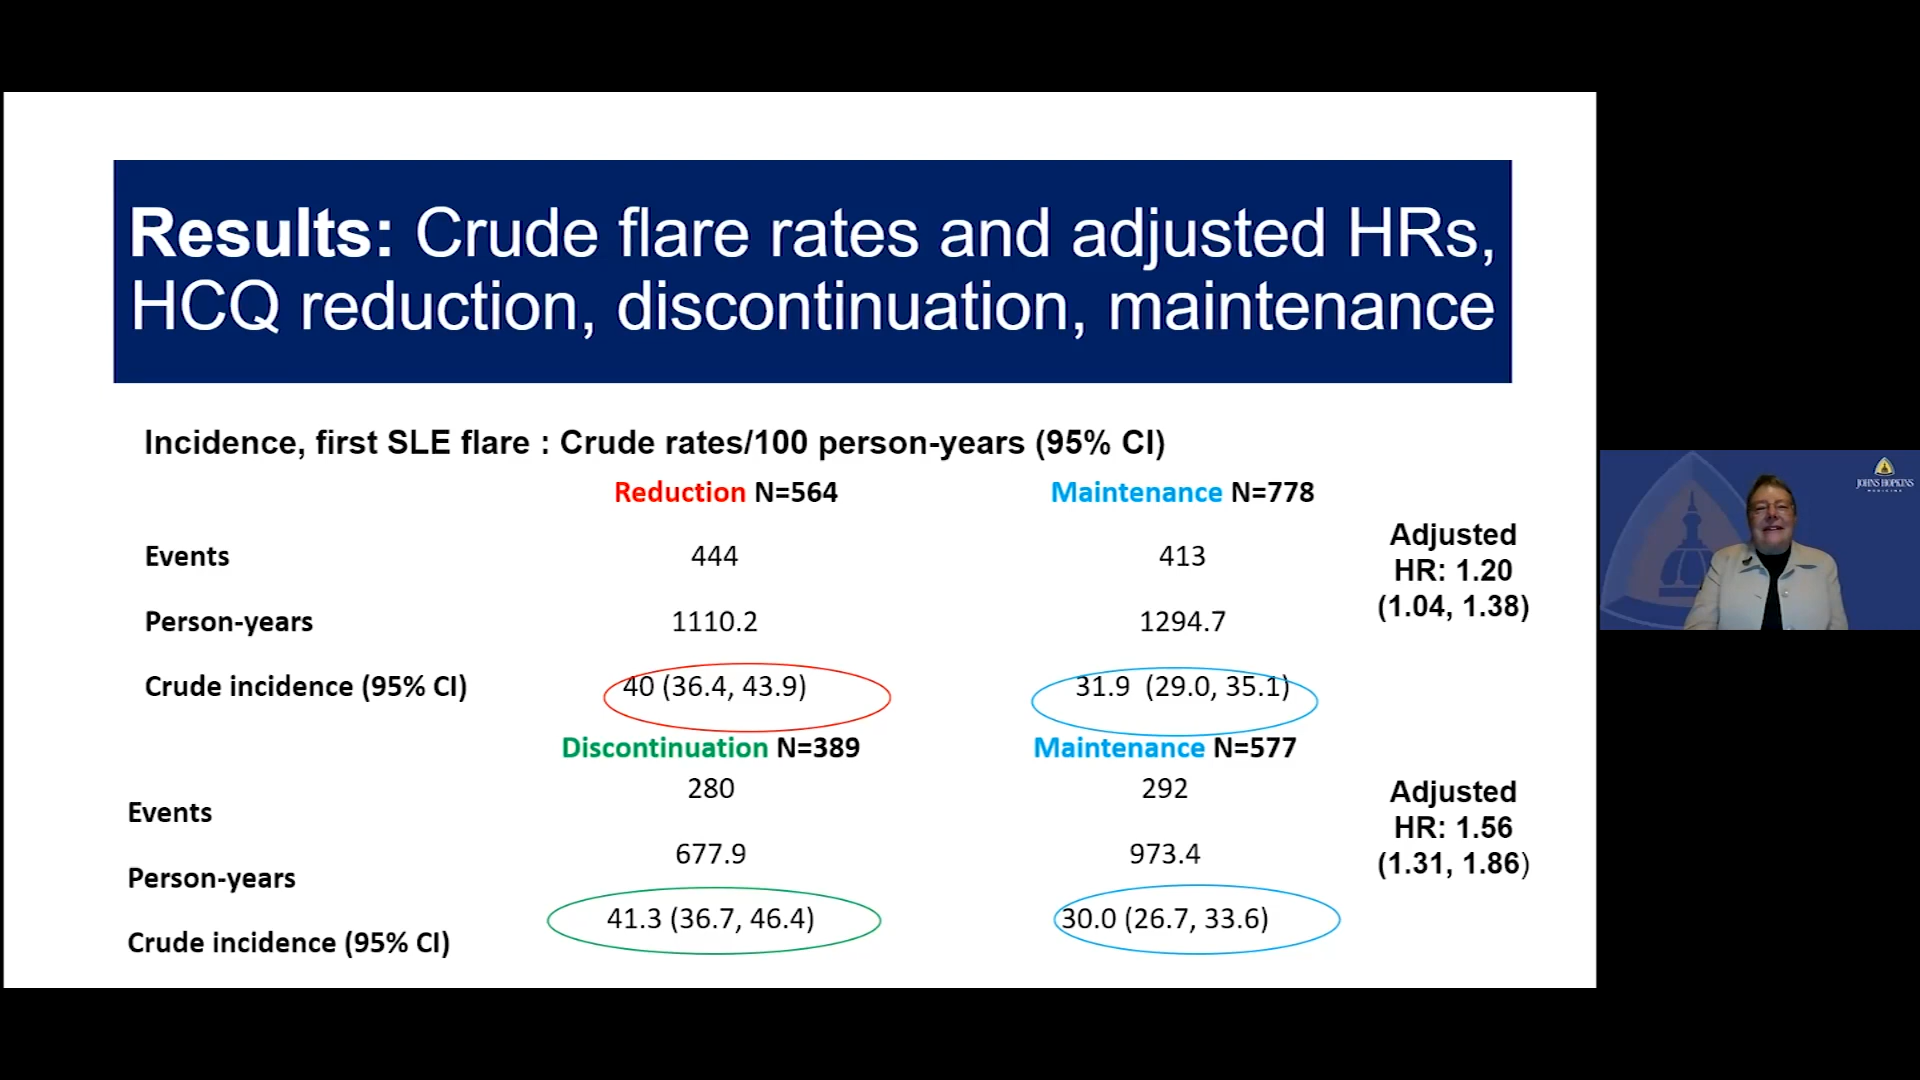 Results: Crude flare rates and adjusted HRs,
HCQ reduction, discontinuation, maintenance
Incidence, first SLE flare : Crude rates/100 person-years (95% CI)
Reduction N=564 Maintenance N=778
Adjusted
HR: 1.20
(1.04, 1.38)
Events 444 413
Person-years 1110.2 1294.7
Crude incidence (95% CI) 40 (36.4, 43.9) 31.9 (29.0, 35.1)
Discontinuation N=389 Maintenance N=577
Adjusted
HR: 1.56
(1.31, 1.86)
Events 280 292
Person-years 677.9 973.4
Crude incidence (95% CI) 41.3 (36.7, 46.4) 30.0 (26.7, 33.6)
JOHNS HOPKINS
MEDICINE